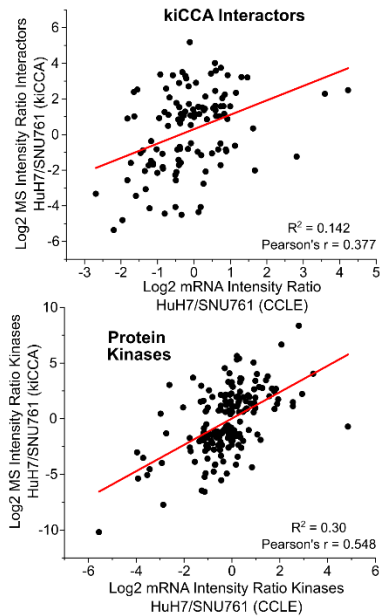 kiCCA Interactors
Log2 MS Intensity Ratio Interactors
HuH7/SNU761 (kiCCA)
6
4
2
0
-2
-4
-6
R² = 0.142
Pearson's r = 0.377
-3 -2 -1 0 1 2 3 4 5
Log2 mRNA Intensity Ratio
HuH7/SNU761 (CCLE)
Protein
Kinases
Log2 MS Intensity Ratio Kinases
HuH7/SNU761 (kiCCA)
10
5
0
-5
-10
R² = 0.30
Pearson's r = 0.548
-6 -4 -2 0 2 4 6
Log2 mRNA Intensity Ratio Kinases
HuH7/SNU761 (CCLE)